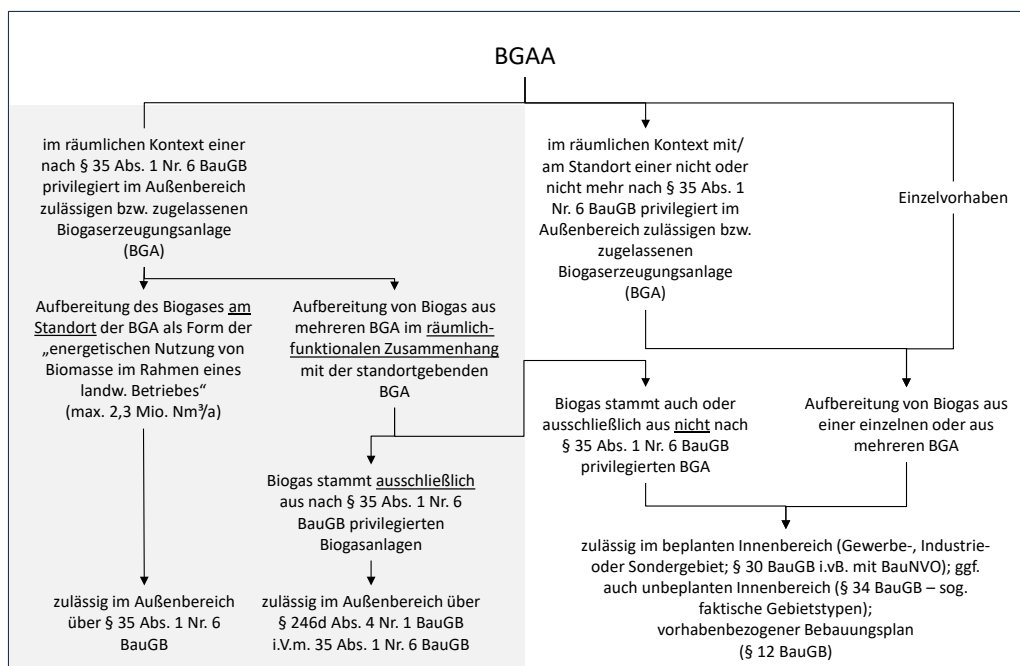 BGAA
im räumlichen Kontext einer
nach § 35 Abs. 1 Nr. 6 BauGB
privilegiert im Außenbereich
zulässigen bzw. zugelassenen
Biogaserzeugungsanlage
(BGA)
im räumlichen Kontext mit/
am Standort einer nicht oder
nicht mehr nach § 35 Abs. 1
Nr. 6 BauGB privilegiert im
Außenbereich zulässigen bzw.
zugelassenen
Biogaserzeugungsanlage
(BGA)
Einzelvorhaben
Aufbereitung des Biogases am
Standort der BGA als Form der
„energetischen Nutzung von
Biomasse im Rahmen eines
landw. Betriebes“
(max. 2,3 Mio. Nm³/a)
Aufbereitung von Biogas aus
mehreren BGA im räumlich-
funktionalen Zusammenhang
mit der standortgebenden
BGA
Biogas stammt auch oder
ausschließlich aus nicht nach
§ 35 Abs. 1 Nr. 6 BauGB
privilegierten BGA
Aufbereitung von Biogas aus
einer einzelnen oder aus
mehreren BGA
Biogas stammt ausschließlich
aus nach § 35 Abs. 1 Nr. 6
BauGB privilegierten
Biogasanlagen
zulässig im Außenbereich
über § 35 Abs. 1 Nr. 6
BauGB
zulässig im Außenbereich über
§ 246d Abs. 4 Nr. 1 BauGB
i.V.m. 35 Abs. 1 Nr. 6 BauGB
zulässig im beplanten Innenbereich (Gewerbe-, Industrie-
oder Sondergebiet; § 30 BauGB i.vB. mit BauNVO); ggf.
auch unbeplanten Innenbereich (§ 34 BauGB – sog.
faktische Gebietstypen);
vorhabenbezogener Bebauungsplan
(§ 12 BauGB)